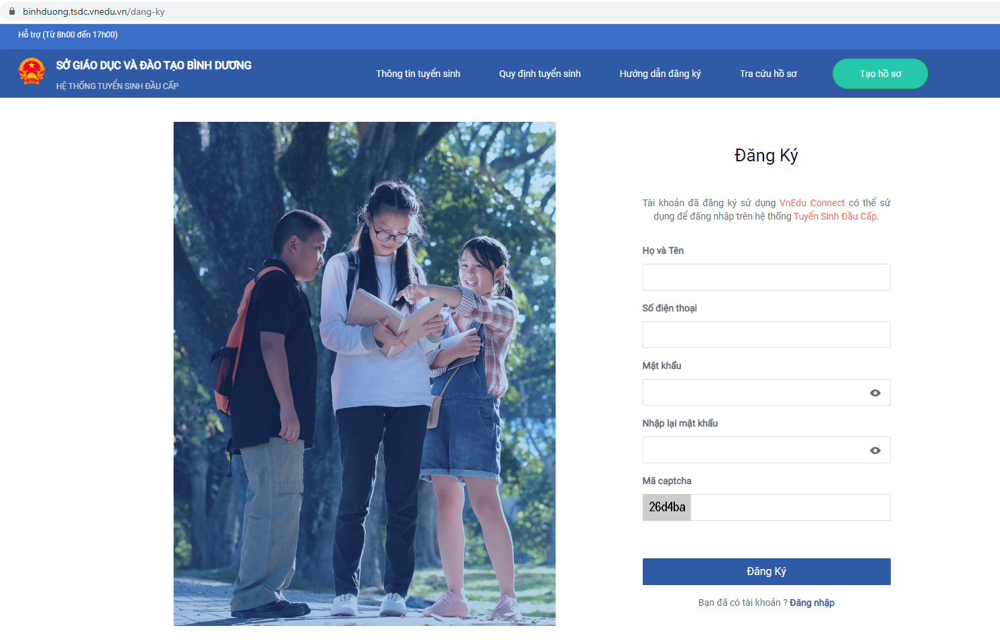 binhduong.tsdc.vnedu.vn/dang-ky
Hỗ trợ (Từ 8h00 đến 17h00)
SỞ GIÁO DỤC VÀ ĐÀO TẠO BÌNH DƯƠNG
HỆ THỐNG TUYỂN SINH ĐẦU CẤP
Thông tin tuyển sinh
Quy định tuyển sinh
Hướng dẫn đăng ký
Tra cứu hồ sơ
Tạo hồ sơ
Đăng Ký
Tài khoản đã đăng ký sử dụng VnEdu Connect có thể sử
dụng để đăng nhập trên hệ thống Tuyển Sinh Đầu Cấp.
Họ và Tên
Số điện thoại
Mật khẩu
Nhập lại mật khẩu
Mã captcha
26d4ba
Đăng Ký
Bạn đã có tài khoản ? Đăng nhập